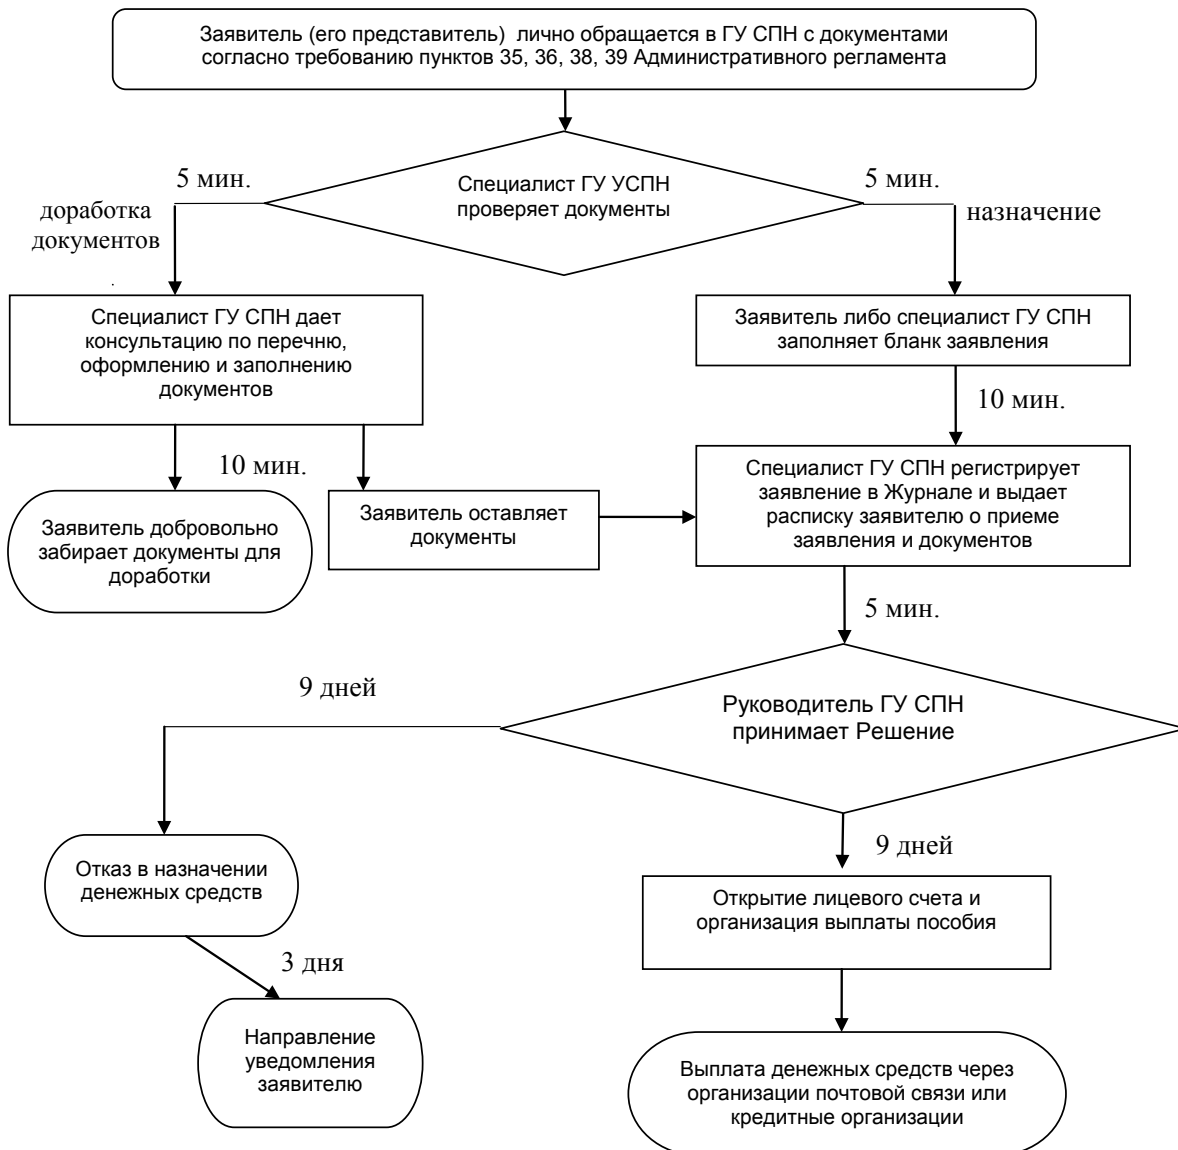 Заявитель (его представитель) лично обращается в ГУ СПН с документами
согласно требованию пунктов 35, 36, 38, 39 Административного регламента
5 мин.
Специалист ГУ УСПН
проверяет документы
5 мин.
доработка
документов
назначение
Специалист ГУ СПН дает
консультацию по перечню,
оформлению и заполнению
документов
Заявитель либо специалист ГУ СПН
заполняет бланк заявления
10 мин.
10 мин.
Заявитель добровольно
забирает документы для
доработки
Заявитель оставляет
документы
Специалист ГУ СПН регистрирует
заявление в Журнале и выдает
расписку заявителю о приеме
заявления и документов
5 мин.
9 дней
Руководитель ГУ СПН
принимает Решение
Отказ в назначении
денежных средств
9 дней
Открытие лицевого счета и
организация выплаты пособия
3 дня
Направление
уведомления
заявителю
Выплата денежных средств через
организации почтовой связи или
кредитные организации